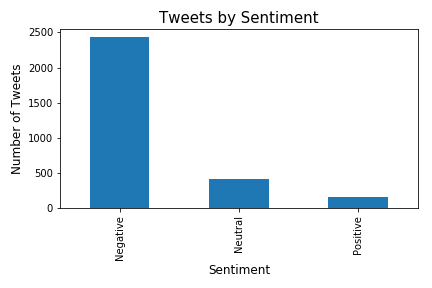 Tweets by Sentiment
Number of Tweets
2500
2000
1500
1000
500
0
Negative
Neutral
Positive
Sentiment